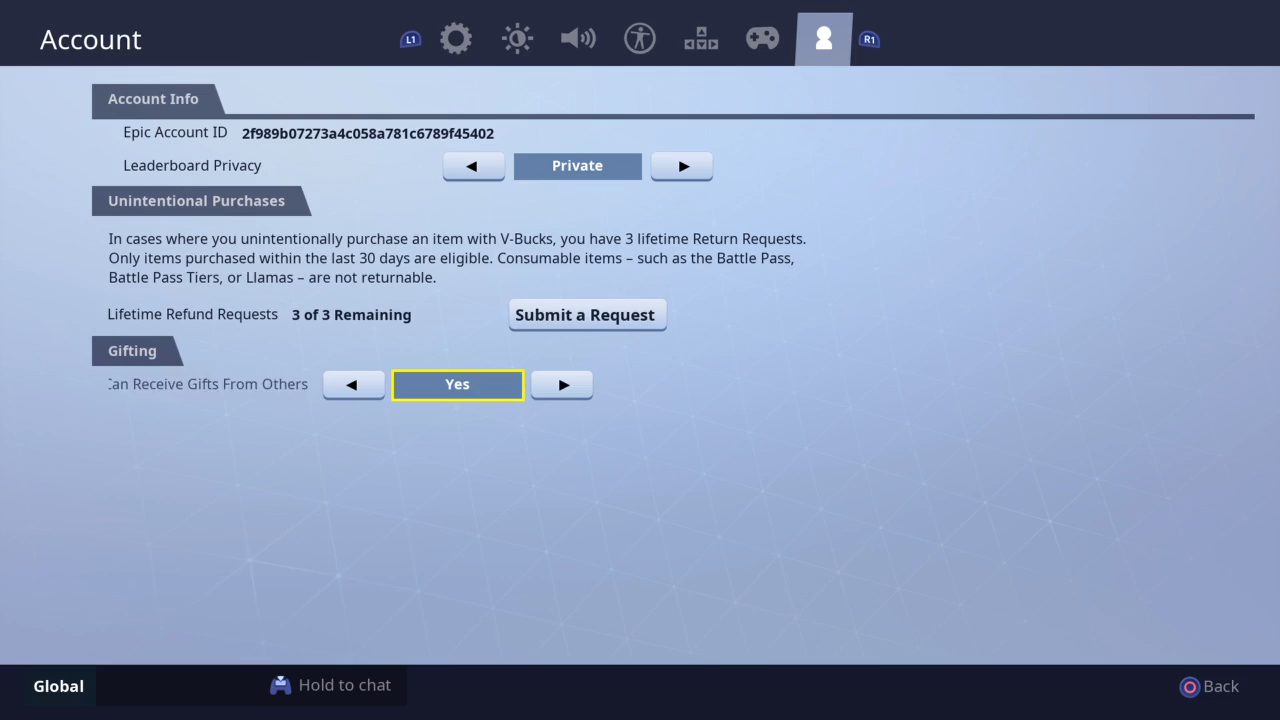 Account
L1
R1
Account Info
Epic Account ID 2f989b07273a4c058a781c6789f45402
Leaderboard Privacy Private
Unintentional Purchases
In cases where you unintentionally purchase an item with V-Bucks, you have 3 lifetime Return Requests.
Only items purchased within the last 30 days are eligible. Consumable items – such as the Battle Pass,
Battle Pass Tiers, or Llamas – are not returnable.
Lifetime Refund Requests 3 of 3 Remaining Submit a Request
Gifting
Can Receive Gifts From Others Yes
Global Hold to chat Back